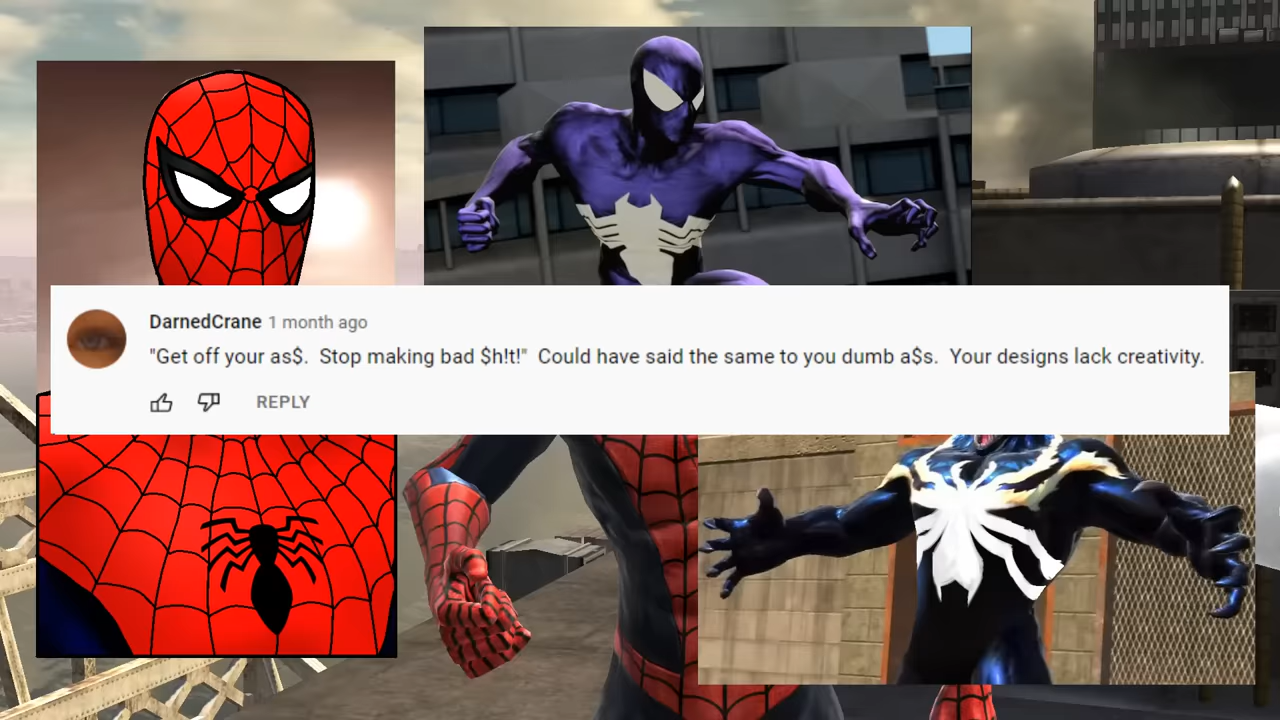 DarnedCrane 1 month ago
"Get off your as$.  Stop making bad $h!t!"  Could have said the same to you dumb a$s.  Your designs lack creativity.
REPLY